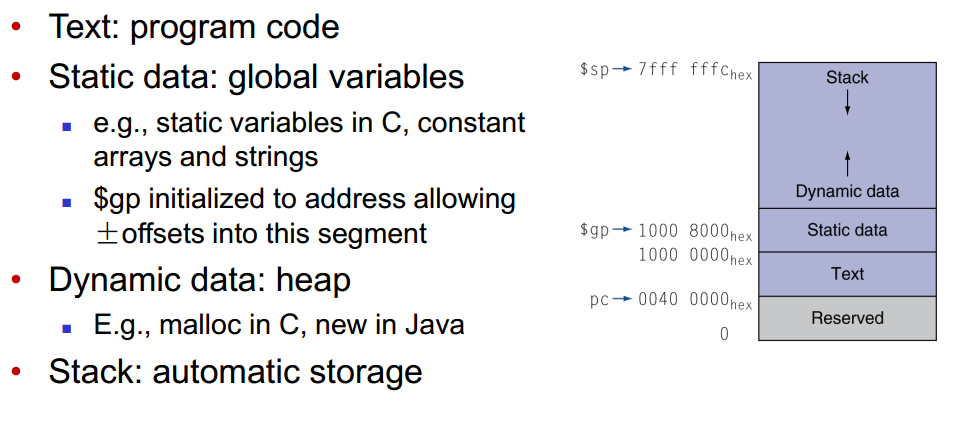 • Text: program code
• Static data: global variables
▪ e.g., static variables in C, constant
arrays and strings
▪ $gp initialized to address allowing
±offsets into this segment
• Dynamic data: heap
▪ E.g., malloc in C, new in Java
• Stack: automatic storage
$sp→ 7fff fffc hex
Stack
Dynamic data
$gp→ 1000 8000 hex
Static data
1000 0000 hex
Text
pc→ 0040 0000 hex
Reserved
0